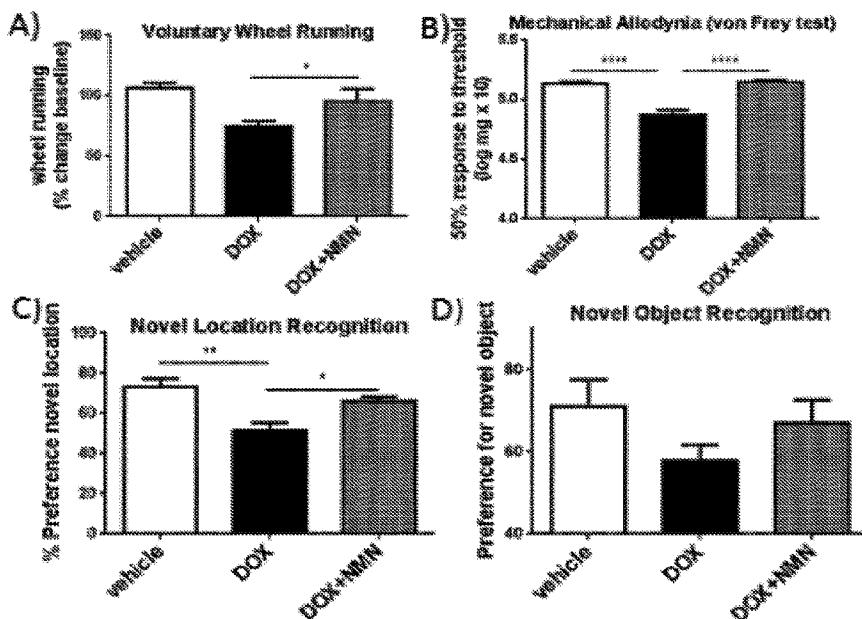 A)
Voluntary Wheel Running
wheel running
(% change baseline)
150
100
50
0
*
vehicle
DOX
DOX+NMN
B)
Mechanical Allodynia (von Frey test)
50% response to threshold
(log mg x 10)
5.5
5.0
4.5
4.0
****
****
vehicle
DOX
DOX+NMN
C)
Novel Location Recognition
% Preference novel location
100
80
60
40
20
0
**
*
vehicle
DOX
DOX+NMN
D)
Novel Object Recognition
Preference for novel object
80
60
40
vehicle
DOX
DOX+NMN